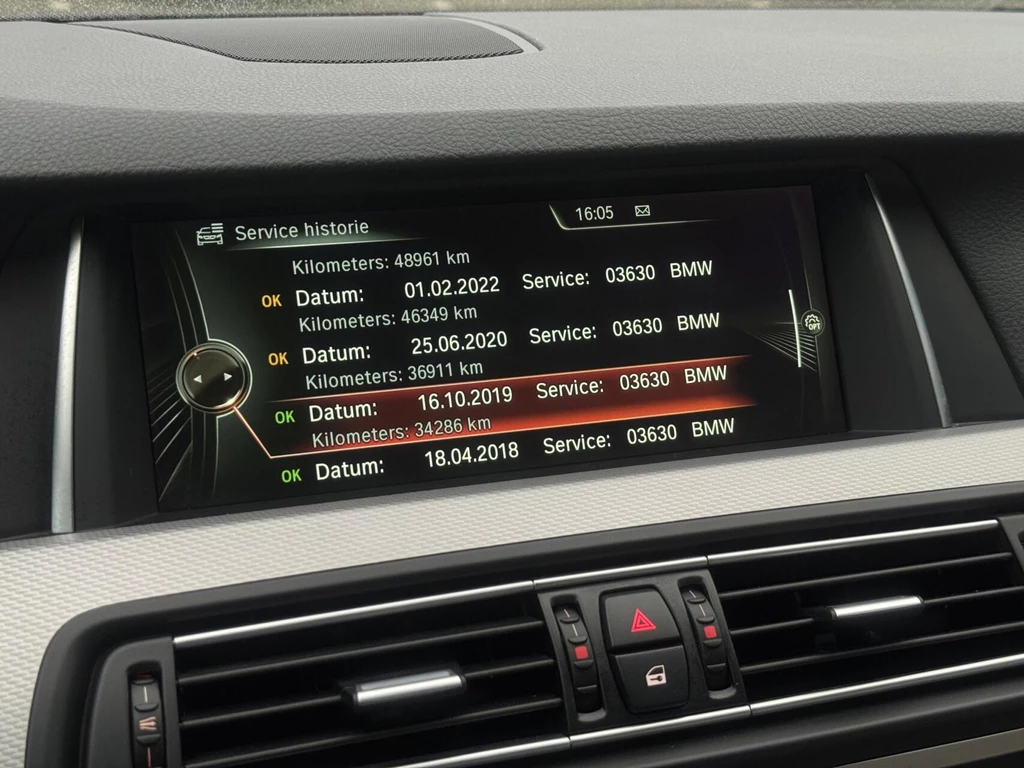 Service historie
16:05
Kilometers: 48961 km
OK Datum: 01.02.2022 Service: 03630 BMW
Kilometers: 46349 km
OK Datum: 25.06.2020 Service: 03630 BMW
Kilometers: 36911 km
OK Datum: 16.10.2019 Service: 03630 BMW
Kilometers: 34286 km
OK Datum: 18.04.2018 Service: 03630 BMW
OPT